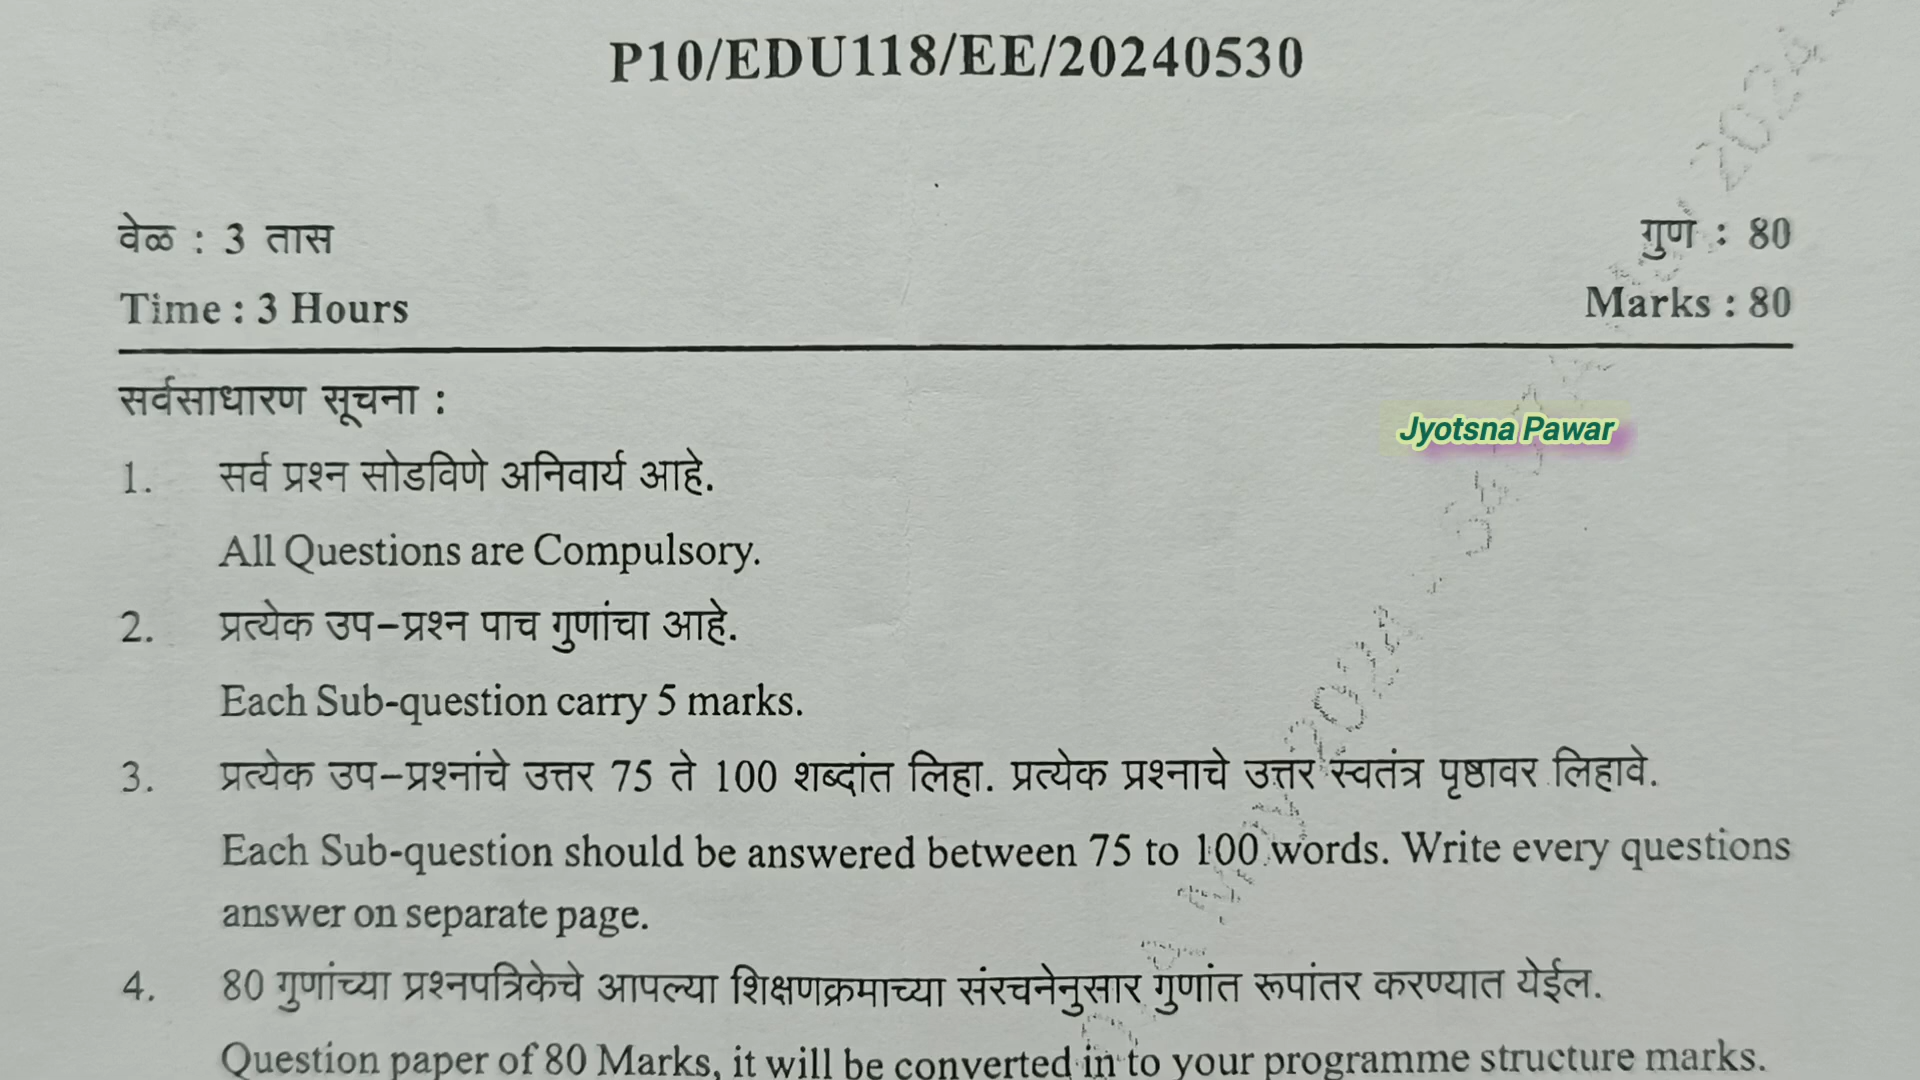 P10/EDU118/EE/20240530
वेळ : 3 तास
गुण : 80
Time : 3 Hours
Marks : 80
सर्वसाधारण सूचना :
Jyotsna Pawar
1. सर्व प्रश्न सोडविणे अनिवार्य आहे.
All Questions are Compulsory.
2. प्रत्येक उप-प्रश्न पाच गुणांचा आहे.
Each Sub-question carry 5 marks.
3. प्रत्येक उप-प्रश्नांचे उत्तर 75 ते 100 शब्दांत लिहा. प्रत्येक प्रश्नाचे उत्तर स्वतंत्र पृष्ठावर लिहावे.
Each Sub-question should be answered between 75 to 100 words. Write every questions
answer on separate page.
4. 80 गुणांच्या प्रश्नपत्रिकेचे आपल्या शिक्षणक्रमाच्या संरचनेनुसार गुणांत रूपांतर करण्यात येईल.
Question paper of 80 Marks, it will be converted in to your programme structure marks.